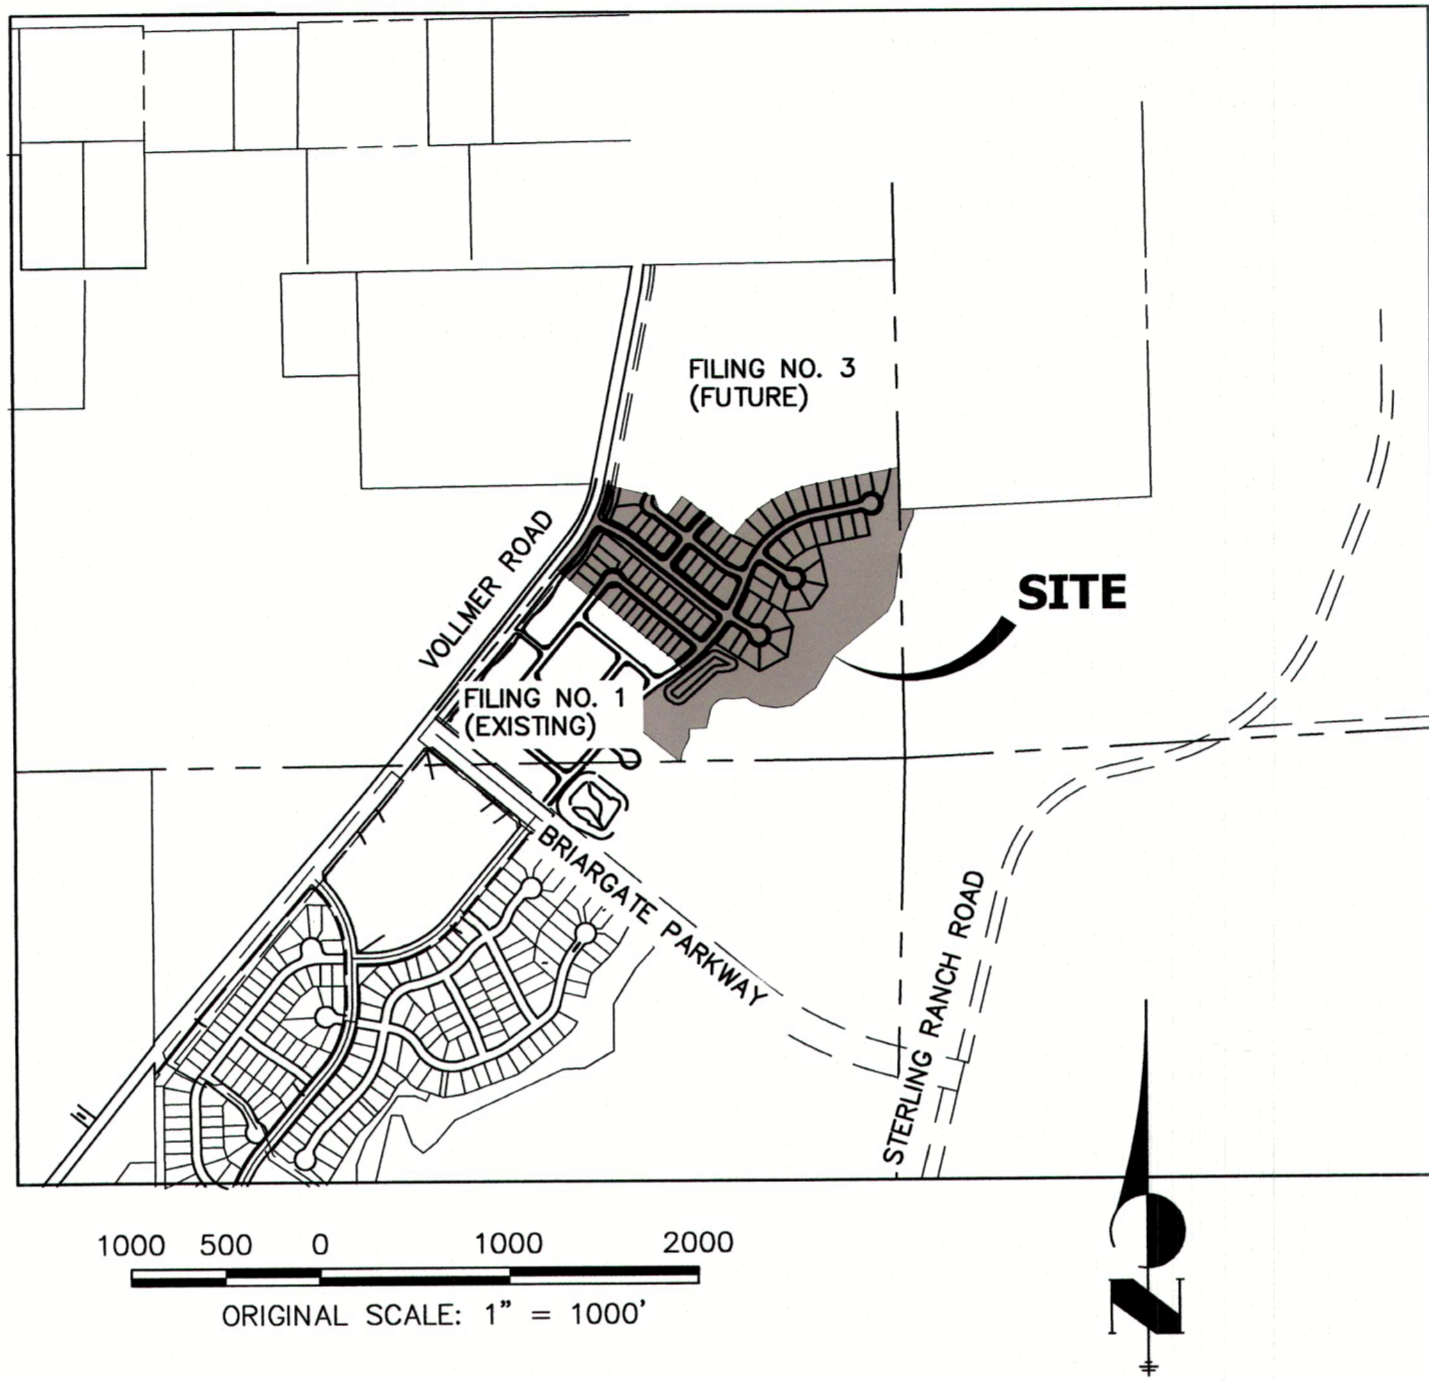 FILING NO. 3
(FUTURE)
VOLLMER ROAD
SITE
FILING NO. 1
(EXISTING)
BRIARGATE PARKWAY
STERLING RANCH ROAD
1000 500 0 1000 2000
ORIGINAL SCALE: 1" = 1000'
N